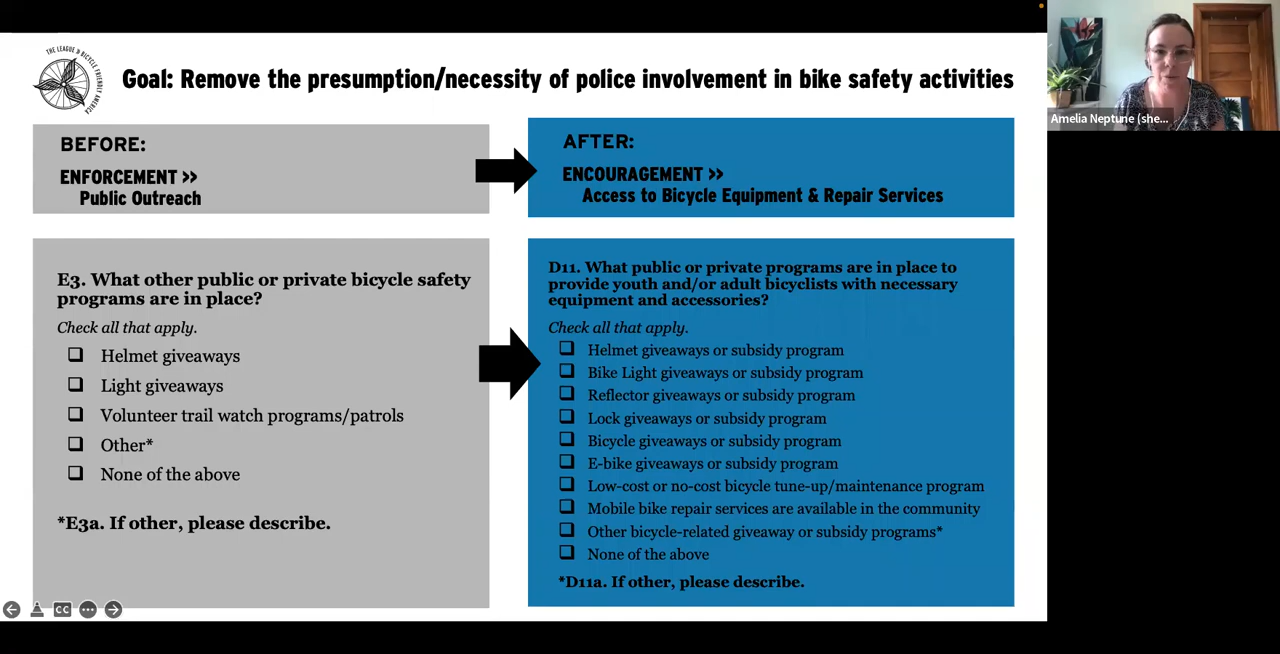 THE LEAGUE OF BICYCLE FRIENDLY AMERICA
Goal: Remove the presumption/necessity of police involvement in bike safety activities
Amelia Neptune (she...
BEFORE:
ENFORCEMENT >>
Public Outreach
AFTER:
ENCOURAGEMENT >>
Access to Bicycle Equipment & Repair Services
E3. What other public or private bicycle safety
programs are in place?
Check all that apply.
Helmet giveaways
Light giveaways
Volunteer trail watch programs/patrols
Other*
None of the above
*E3a. If other, please describe.
D11. What public or private programs are in place to
provide youth and/or adult bicyclists with necessary
equipment and accessories?
Check all that apply.
Helmet giveaways or subsidy program
Bike Light giveaways or subsidy program
Reflector giveaways or subsidy program
Lock giveaways or subsidy program
Bicycle giveaways or subsidy program
E-bike giveaways or subsidy program
Low-cost or no-cost bicycle tune-up/maintenance program
Mobile bike repair services are available in the community
Other bicycle-related giveaway or subsidy programs*
None of the above
*D11a. If other, please describe.
CC